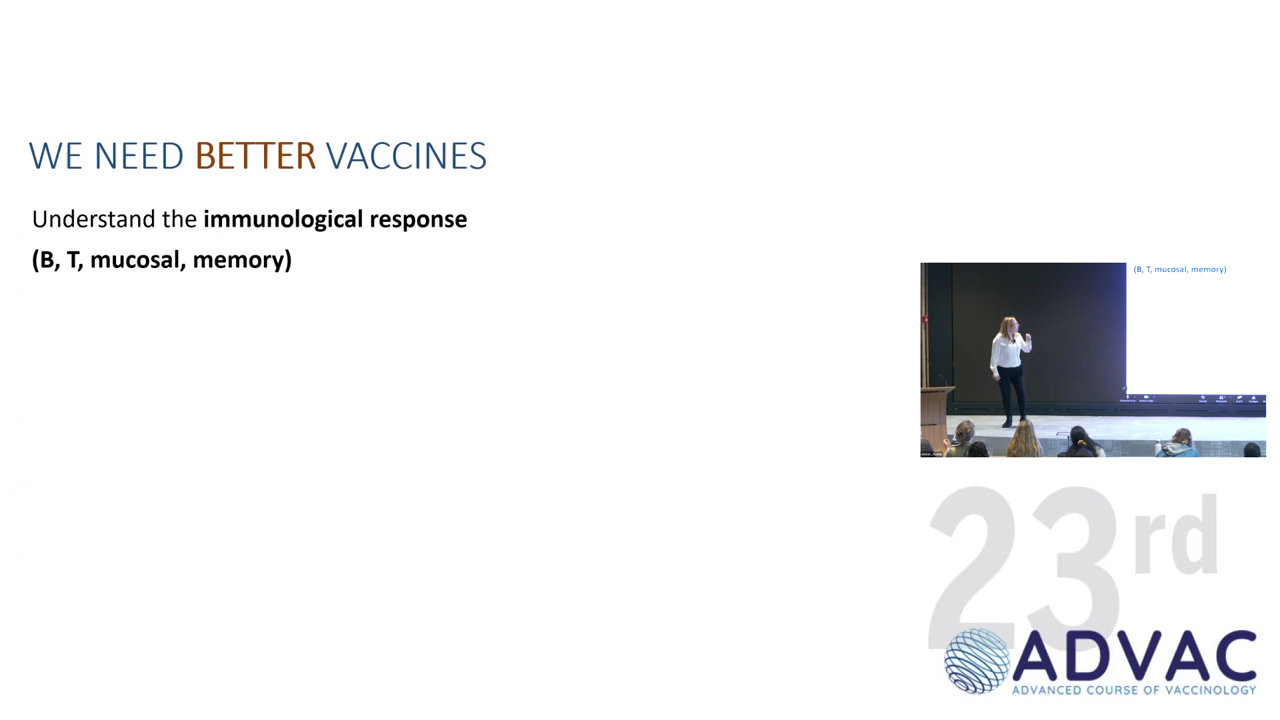 WE NEED BETTER VACCINES
Understand the immunological response
(B, T, mucosal, memory)
(B, T, mucosal, memory)
23rd
ADVAC
ADVANCED COURSE OF VACCINOLOGY